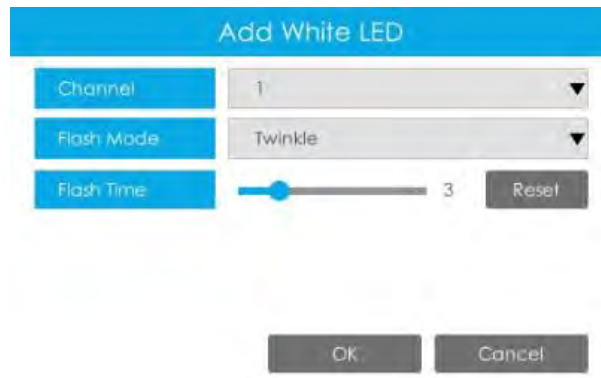 Add White LED
Channel 1
Flash Mode Twinkle
Flash Time 3 Reset
OK Cancel